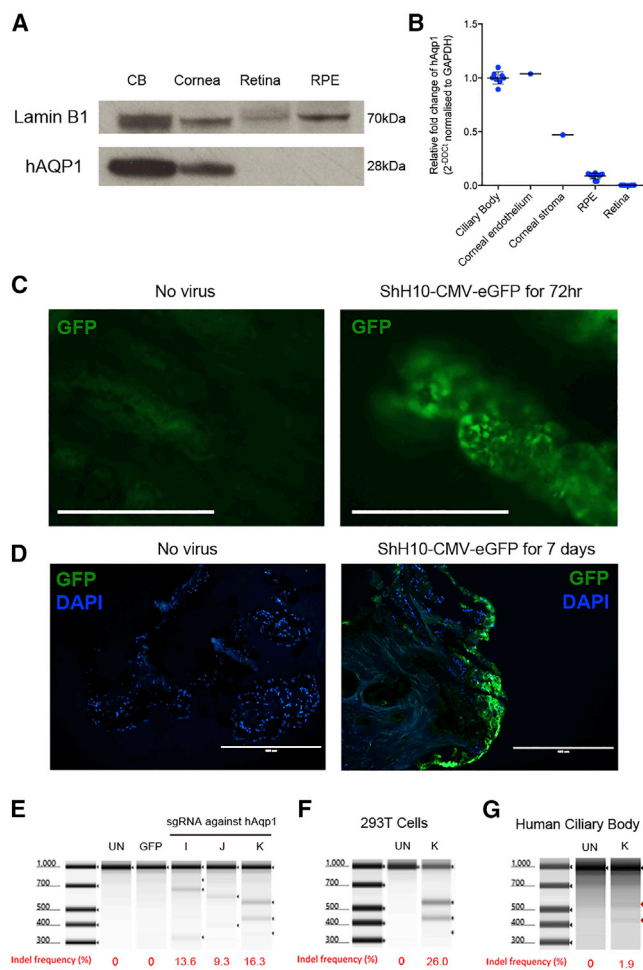 A
CB Cornea Retina RPE
Lamin B1
70kDa
hAQP1
28kDa
B
Relative fold change of hAqp1
(2-DDCt normalised to GAPDH)
1.5
1.0
0.5
0.0
Ciliary Body
Corneal endothelium
Corneal stroma
RPE
Retina
C
No virus
ShH10-CMV-eGFP for 72hr
GFP
GFP
D
No virus
ShH10-CMV-eGFP for 7 days
GFP
DAPI
GFP
DAPI
E
sgRNA against hAqp1
UN GFP I J K
1,000
700
500
400
300
Indel frequency (%) 0 0 13.6 9.3 16.3
F
293T Cells
UN K
1,000
700
500
400
300
Indel frequency (%) 0 26.0
G
Human Ciliary Body
UN K
1,000
700
500
400
300
Indel frequency (%) 0 1.9